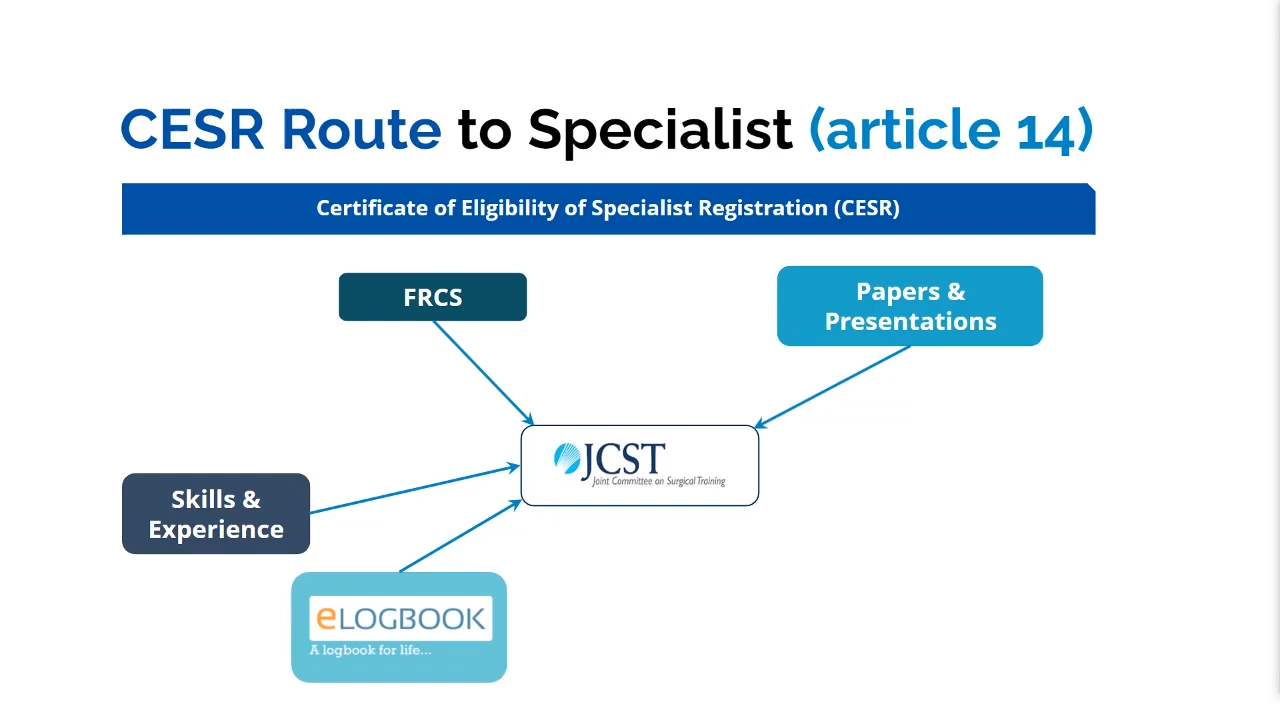 CESR Route to Specialist (article 14)
Certificate of Eligibility of Specialist Registration (CESR)
FRCS
Papers &
Presentations
JCST
Joint Committee on Surgical Training
Skills &
Experience
eLOGBOOK
A logbook for life...